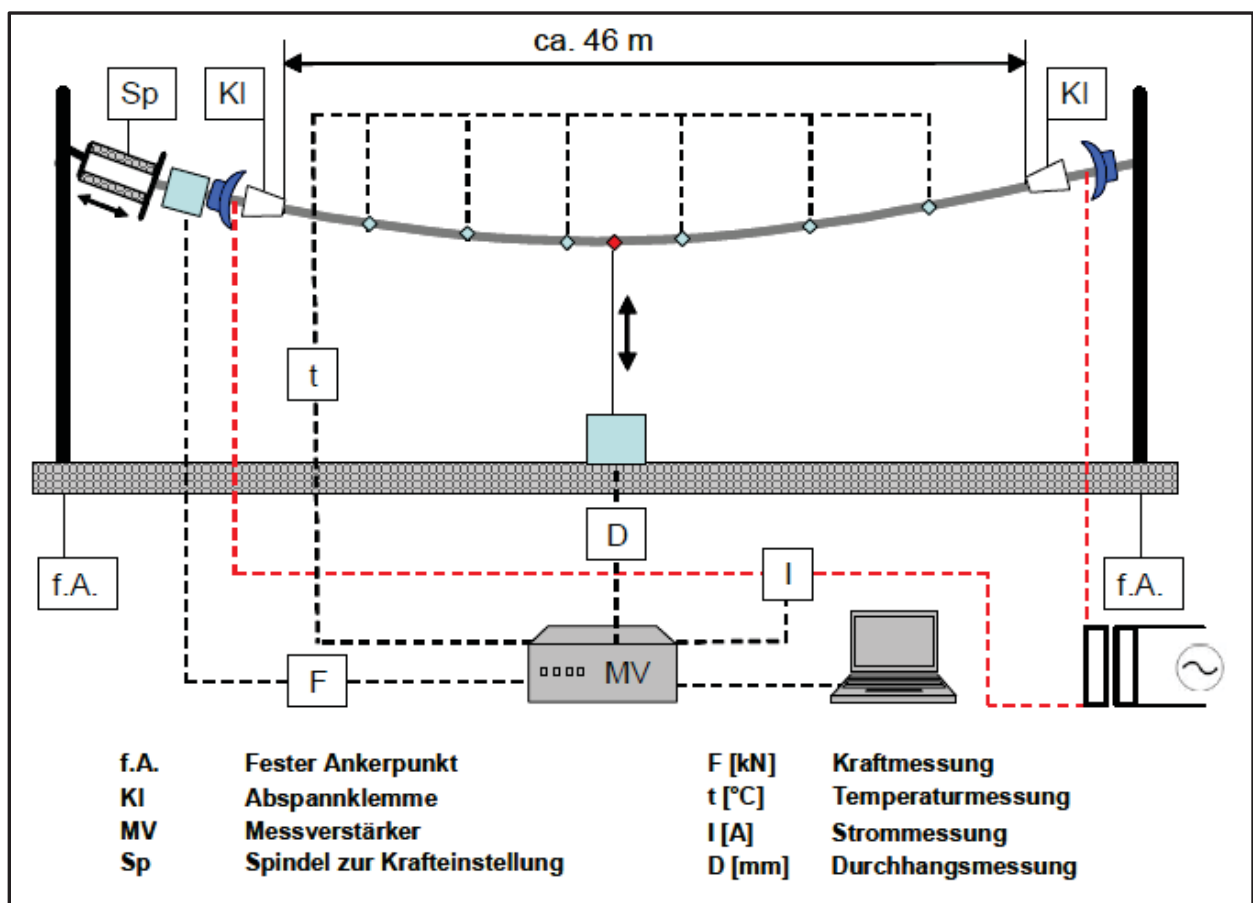 ca. 46 m
Sp
Kl
Kl
t
D
I
f.A.
f.A.
F
MV
f.A. Fester Ankerpunkt
Kl Abspannklemme
MV Messverstärker
Sp Spindel zur Krafteinstellung
F [kN] Kraftmessung
t [°C] Temperaturmessung
I [A] Strommessung
D [mm] Durchhangsmessung